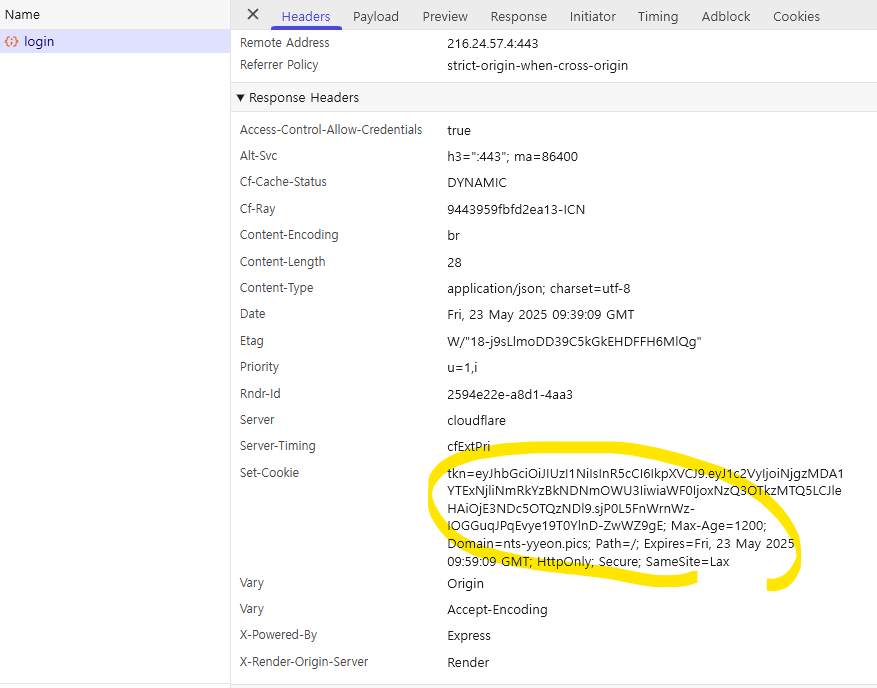 Name
Headers Payload Preview Response Initiator Timing Adblock Cookies
login
Remote Address 216.24.57.4:443
Referrer Policy strict-origin-when-cross-origin
▼ Response Headers
Access-Control-Allow-Credentials true
Alt-Svc h3=":443"; ma=86400
Cf-Cache-Status DYNAMIC
Cf-Ray 9443959fbfd2ea13-ICN
Content-Encoding br
Content-Length 28
Content-Type application/json; charset=utf-8
Date Fri, 23 May 2025 09:39:09 GMT
Etag W/"18-j9sLlmoDD39C5kGkEHDFFH6MlQg"
Priority u=1,i
Rndr-Id 2594e22e-a8d1-4aa3
Server cloudflare
Server-Timing cfExtPri
Set-Cookie tkn=eyJhbGciOiJIUzI1NiIsInR5cCI6IkpXVCJ9.eyJ1c2VyIjoiNjgzMDA1
YTExNjliNmRkYzBkNDNmOWU3IiwiaWF0IjoxNzQ3OTkzMTQ5LCJle
HAiOjE3NDc5OTQzNDl9.sjP0L5FnWrnWz-
IOGGuqJPqEvye19T0YlnD-ZwWZ9gE; Max-Age=1200;
Domain=nts-yyeon.pics; Path=/; Expires=Fri, 23 May 2025
09:59:09 GMT; HttpOnly; Secure; SameSite=Lax
Vary Origin
Vary Accept-Encoding
X-Powered-By Express
X-Render-Origin-Server Render